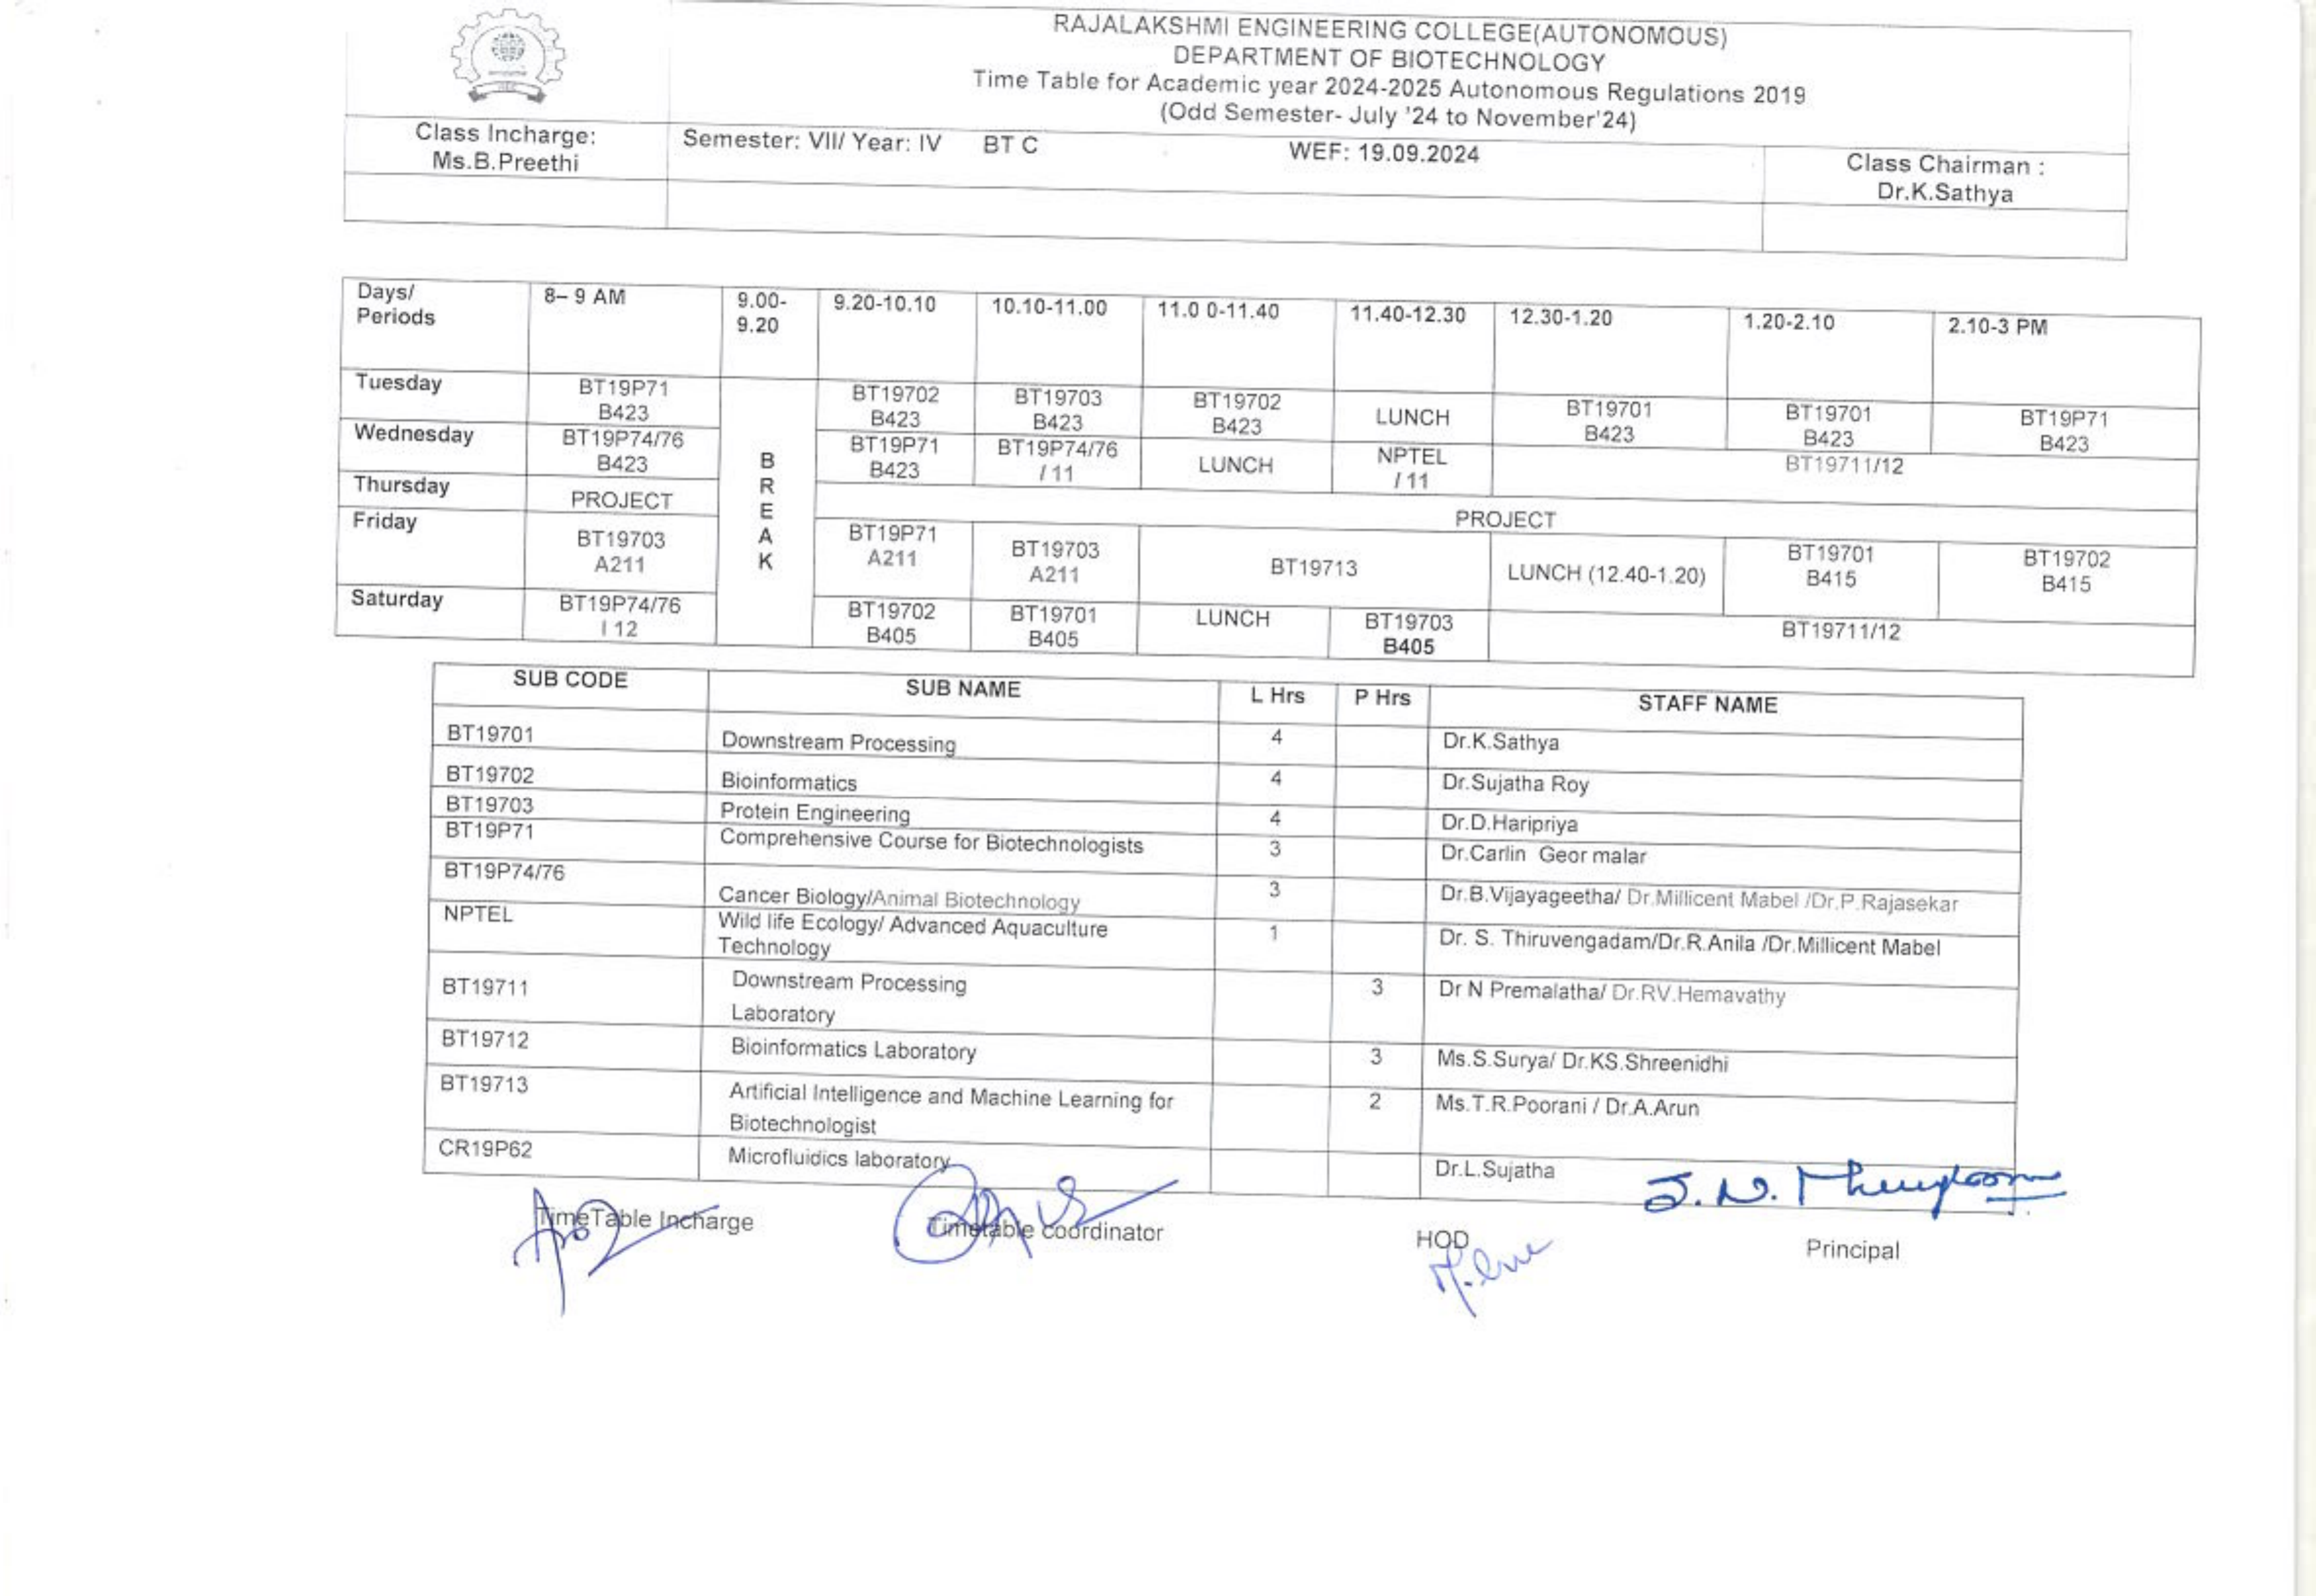 RAJALAKSHMI ENGINEERING COLLEGE(AUTONOMOUS)
DEPARTMENT OF BIOTECHNOLOGY
Time Table for Academic year 2024-2025 Autonomous Regulations 2019
(Odd Semester- July '24 to November'24)
Class Incharge:
Ms.B.Preethi
Semester: VII/ Year: IV BT C WEF: 19.09.2024
Class Chairman :
Dr.K.Sathya
Days/ Periods 8– 9 AM 9.00-9.20 9.20-10.10 10.10-11.00 11.0 0-11.40 11.40-12.30 12.30-1.20 1.20-2.10 2.10-3 PM
BREAK
Tuesday BT19P71 B423 BT19702 B423 BT19703 B423 BT19702 B423 LUNCH BT19701 B423 BT19701 B423 BT19P71 B423
Wednesday BT19P74/76 B423 BT19P71 B423 BT19P74/76 / 11 LUNCH NPTEL / 11 BT19711/12
Thursday PROJECT PROJECT
Friday BT19703 A211 BT19P71 A211 BT19703 A211 BT19713 LUNCH (12.40-1.20) BT19701 B415 BT19702 B415
Saturday BT19P74/76 I 12 BT19702 B405 BT19701 B405 LUNCH BT19703 B405 BT19711/12
SUB CODE SUB NAME L Hrs P Hrs STAFF NAME
BT19701 Downstream Processing 4 Dr.K.Sathya
BT19702 Bioinformatics 4 Dr.Sujatha Roy
BT19703 Protein Engineering 4 Dr.D.Haripriya
BT19P71 Comprehensive Course for Biotechnologists 3 Dr.Carlin Geor malar
BT19P74/76 Cancer Biology/Animal Biotechnology 3 Dr.B.Vijayageetha/ Dr.Millicent Mabel /Dr.P.Rajasekar
NPTEL Wild life Ecology/ Advanced Aquaculture Technology 1 Dr. S. Thiruvengadam/Dr.R.Anila /Dr.Millicent Mabel
BT19711 Downstream Processing Laboratory 3 Dr N Premalatha/ Dr.RV.Hemavathy
BT19712 Bioinformatics Laboratory 3 Ms.S.Surya/ Dr.KS.Shreenidhi
BT19713 Artificial Intelligence and Machine Learning for Biotechnologist 2 Ms.T.R.Poorani / Dr.A.Arun
CR19P62 Microfluidics laboratory Dr.L.Sujatha
TimeTable Incharge Timetable coordinator HOD Principal